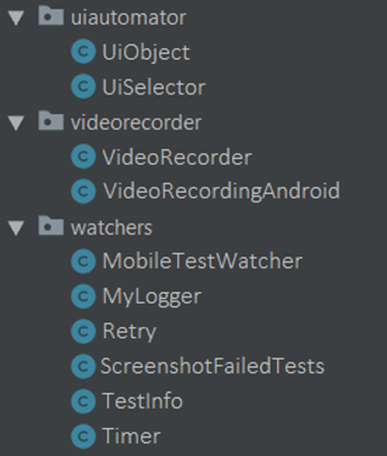 uiautomator
UiObject
UiSelector
videorecorder
VideoRecorder
VideoRecordingAndroid
watchers
MobileTestWatcher
MyLogger
Retry
ScreenshotFailedTests
TestInfo
Timer